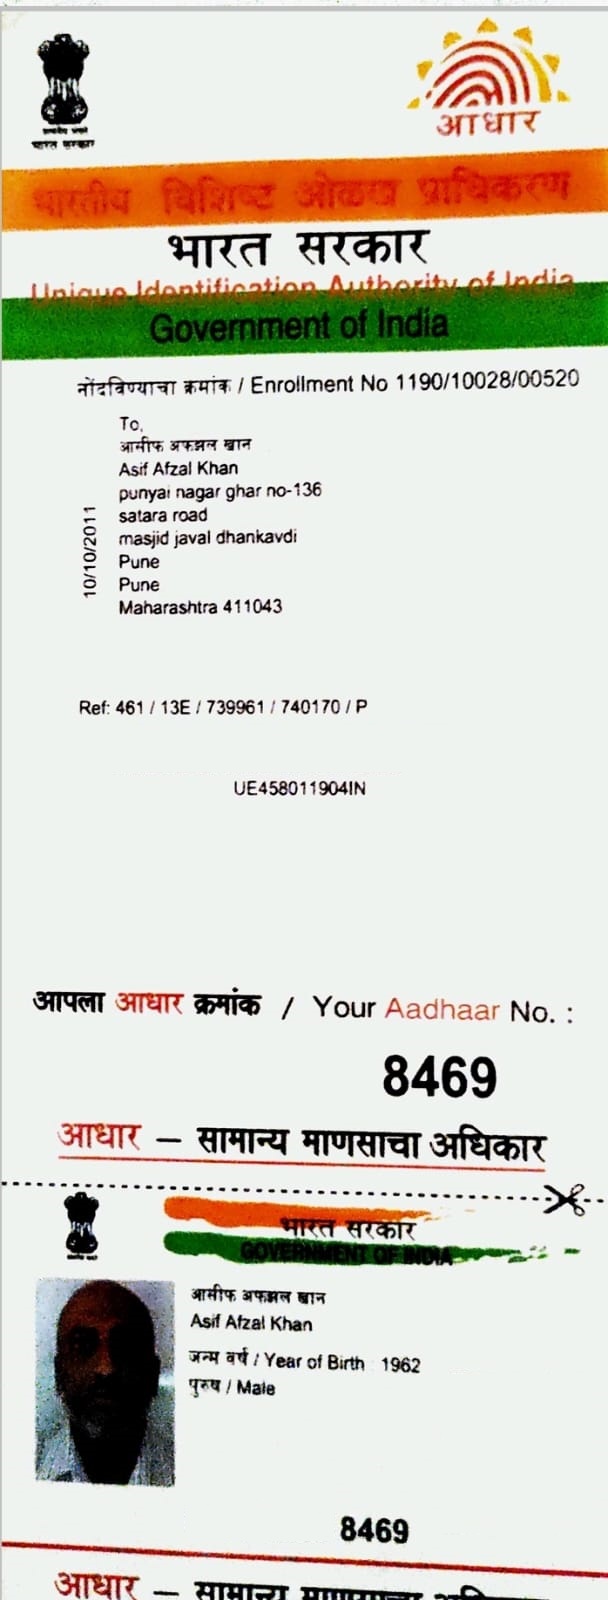 भारत सरकार
आधार
भारतीय विशिष्ट ओळख प्राधिकरण
भारत सरकार
Unique Identification Authority of India
Government of India
नोंदविण्याचा क्रमांक / Enrollment No 1190/10028/00520
To,
आसीफ अफझल खान
Asif Afzal Khan
punyai nagar ghar no-136
satara road
masjid javal dhankavdi
Pune
Pune
Maharashtra 411043
10/10/2011
Ref: 461 / 13E / 739961 / 740170 / P
UE458011904IN
आपला आधार क्रमांक / Your Aadhaar No. :
8469
आधार – सामान्य माणसाचा अधिकार
भारत सरकार
GOVERNMENT OF INDIA
आसीफ अफझल खान
Asif Afzal Khan
जन्म वर्ष / Year of Birth : 1962
पुरुष / Male
8469
आधार – सामान्य माणसाचा अधिकार